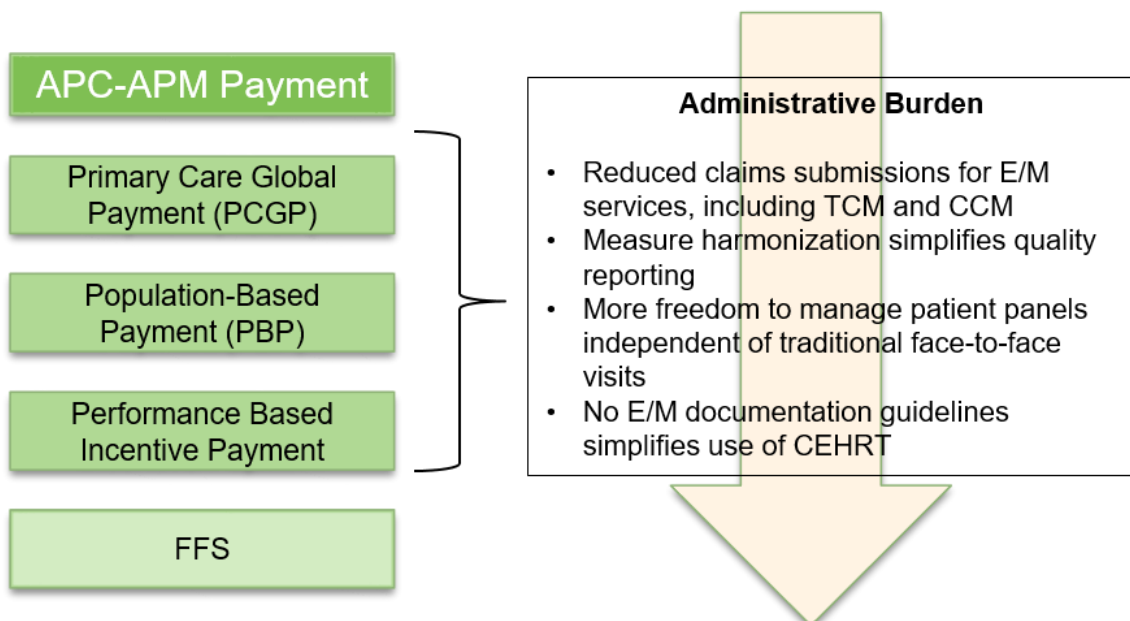 APC-APM Payment
Primary Care Global
Payment (PCGP)
Population-Based
Payment (PBP)
Performance Based
Incentive Payment
FFS
Administrative Burden
• Reduced claims submissions for E/M
services, including TCM and CCM
• Measure harmonization simplifies quality
reporting
• More freedom to manage patient panels
independent of traditional face-to-face
visits
• No E/M documentation guidelines
simplifies use of CEHRT